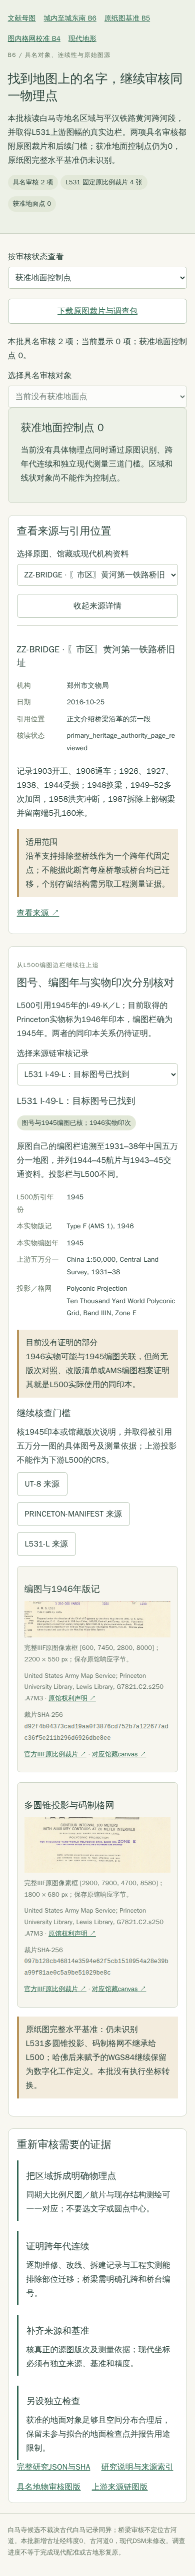 文献母图 城内至城东南 B6 原纸图基准 B5
图内格网校准 B4 现代地形
B6 / 具名对象、连续性与原始图源
找到地图上的名字，继续审同一物理点
本批核读白马寺地名区域与平汉铁路黄河跨河段，
并取得L531上游图幅的真实边栏。两项具名审核都
附原图裁片和后续门槛；获准地面控制点仍为0，
原纸图完整水平基准仍未识别。
具名审核 2 项
L531 固定原比例裁片 4 张
获准地面点 0
按审核状态查看
获准地面控制点
下载原图裁片与调查包
本批具名审核 2 项；当前显示 0 项；获准地面控制
点 0。
选择具名审核对象
当前没有获准地面点
获准地面控制点 0
当前没有具体物理点同时通过原图识别、跨
年代连续和独立现代测量三道门槛。区域和
线状对象尚不能作为控制点。
查看来源与引用位置
选择原图、馆藏或现代机构资料
ZZ-BRIDGE · 〖市区〗黄河第一铁路桥旧
收起来源详情
ZZ-BRIDGE · 〖市区〗黄河第一铁路桥旧
址
机构 郑州市文物局
日期 2016-10-25
引用位置 正文介绍桥梁沿革的第一段
核读状态 primary_heritage_authority_page_re
viewed
记录1903开工、1906通车；1926、1927、
1938、1944受损；1948换梁，1949–52多
次加固，1958洪灾冲断，1987拆除上部钢梁
并留南端5孔160米。
适用范围
沿革支持排除整桥线作为一个跨年代固定
点；不能据此断言每座桥墩或桥台均已迁
移，个别存留结构需另取工程测量证据。
查看来源 ↗
从L500编图边栏继续往上追
图号、编图年与实物印次分别核对
L500引用1945年的I-49-K／L；目前取得的
Princeton实物标为1946年印本，编图栏确为
1945年。两者的同印本关系仍待证明。
选择来源链审核记录
L531 I-49-L：目标图号已找到
L531 I-49-L：目标图号已找到
图号与1945编图已核；1946实物印次
原图自己的编图栏追溯至1931–38年中国五万
分一地图，并列1944–45航片与1943–45交
通资料。投影栏与L500不同。
L500所引年 1945
份
本实物版记 Type F (AMS 1), 1946
本实物编图年 1945
上游五万分一 China 1:50,000, Central Land
Survey, 1931–38
投影／格网 Polyconic Projection
Ten Thousand Yard World Polyconic
Grid, Band IIIN, Zone E
目前没有证明的部分
1946实物可能与1945编图关联，但尚无
版次对照、改版清单或AMS编图档案证明
其就是L500实际使用的同印本。
继续核查门槛
核1945印本或馆藏版次说明，并取得被引用
五万分一图的具体图号及测量依据；上游投影
不能作为下游L500的CRS。
UT-8 来源
PRINCETON-MANIFEST 来源
L531-L 来源
编图与1946年版记
完整IIIF原图像素框 [600, 7450, 2800, 8000]；
2200 × 550 px；保存馆原响应字节。
United States Army Map Service; Princeton
University Library, Lewis Library, G7821.C2.s250
.A7M3 · 原馆权利声明 ↗
裁片SHA-256
官方IIIF原比例裁片 ↗ · 对应馆藏canvas ↗
多圆锥投影与码制格网
完整IIIF原图像素框 [2900, 7900, 4700, 8580]；
1800 × 680 px；保存馆原响应字节。
United States Army Map Service; Princeton
University Library, Lewis Library, G7821.C2.s250
.A7M3 · 原馆权利声明 ↗
裁片SHA-256
官方IIIF原比例裁片 ↗ · 对应馆藏canvas ↗
原纸图完整水平基准：仍未识别
L531多圆锥投影、码制格网不继承给
L500；哈佛后来赋予的WGS84继续保留
为数字化工作定义。本批没有执行坐标转
换。
重新审核需要的证据
把区域拆成明确物理点
同期大比例尺图／航片与现存结构测绘可
一一对应；不要选文字或圆点中心。
证明跨年代连续
逐期维修、改线、拆建记录与工程实测能
排除部位迁移；桥梁需明确孔跨和桥台编
号。
补齐来源和基准
核真正的源图版次及测量依据；现代坐标
必须有独立来源、基准和精度。
另设独立检查
获准的地面对象足够且空间分布合理后，
保留未参与拟合的地面检查点并报告用途
限制。
完整研究JSON与SHA 研究说明与来源索引
具名地物审核图版 上游来源链图版
白马寺候选不裁决古代白马记录同异；桥梁审核不定位古河
道。本批新增古址经纬度0、古河道0，现代DSM未修改。调查
进度不等于完成现代配准或古地形复原。